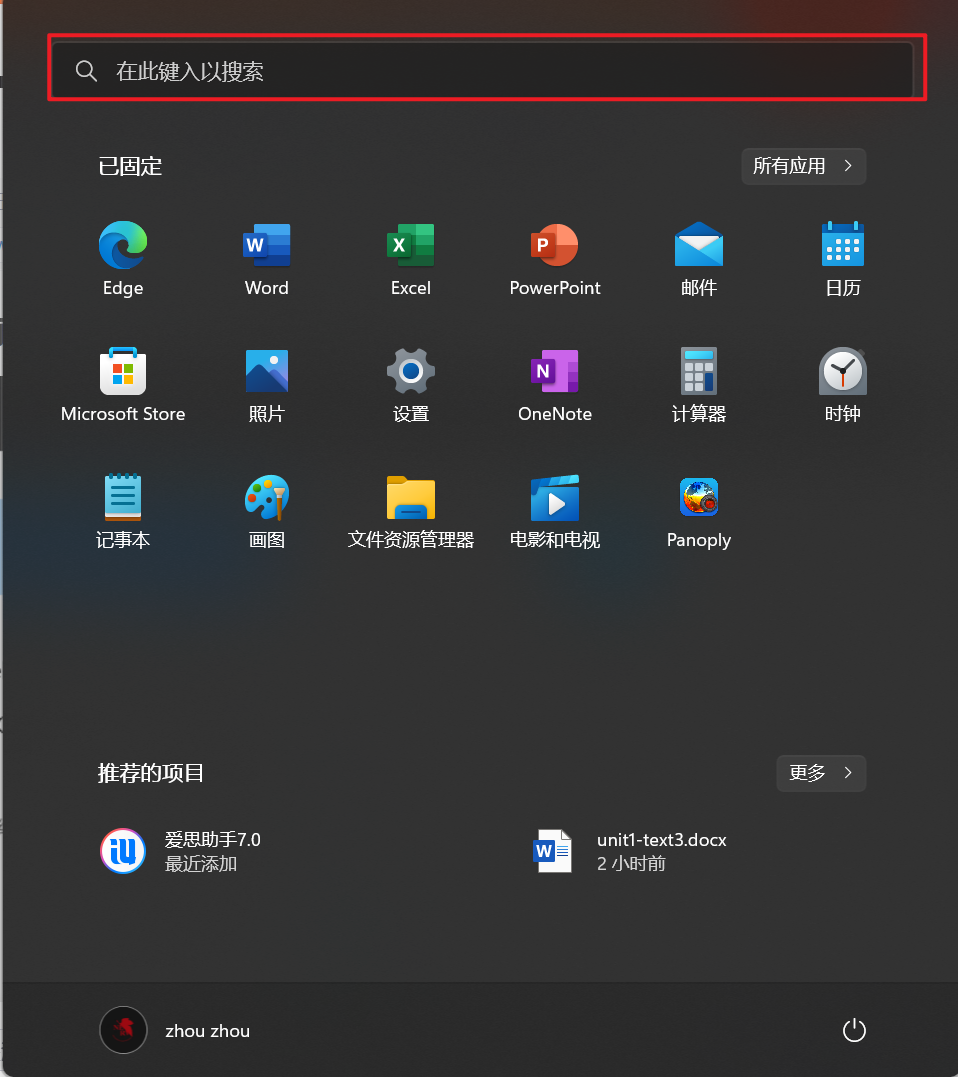 在此键入以搜索
已固定
所有应用
Edge
Word
Excel
PowerPoint
邮件
日历
Microsoft Store
照片
设置
OneNote
计算器
时钟
记事本
画图
文件资源管理器
电影和电视
Panoply
推荐的项目
更多
爱思助手7.0
最近添加
unit1-text3.docx
2 小时前
zhou zhou